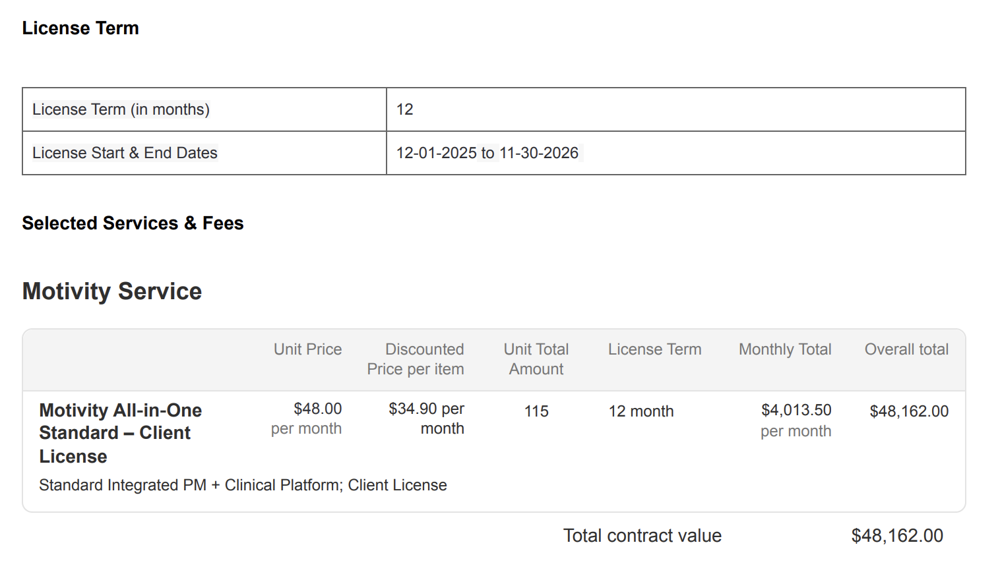 License Term
License Term (in months) 12
License Start & End Dates 12-01-2025 to 11-30-2026
Selected Services & Fees
Motivity Service
Unit Price Discounted Unit Total License Term Monthly Total Overall total
Price per item Amount
Motivity All-in-One $48.00 $34.90 per 115 12 month $4,013.50 $48,162.00
Standard – Client per month month per month
License
Standard Integrated PM + Clinical Platform; Client License
Total contract value $48,162.00